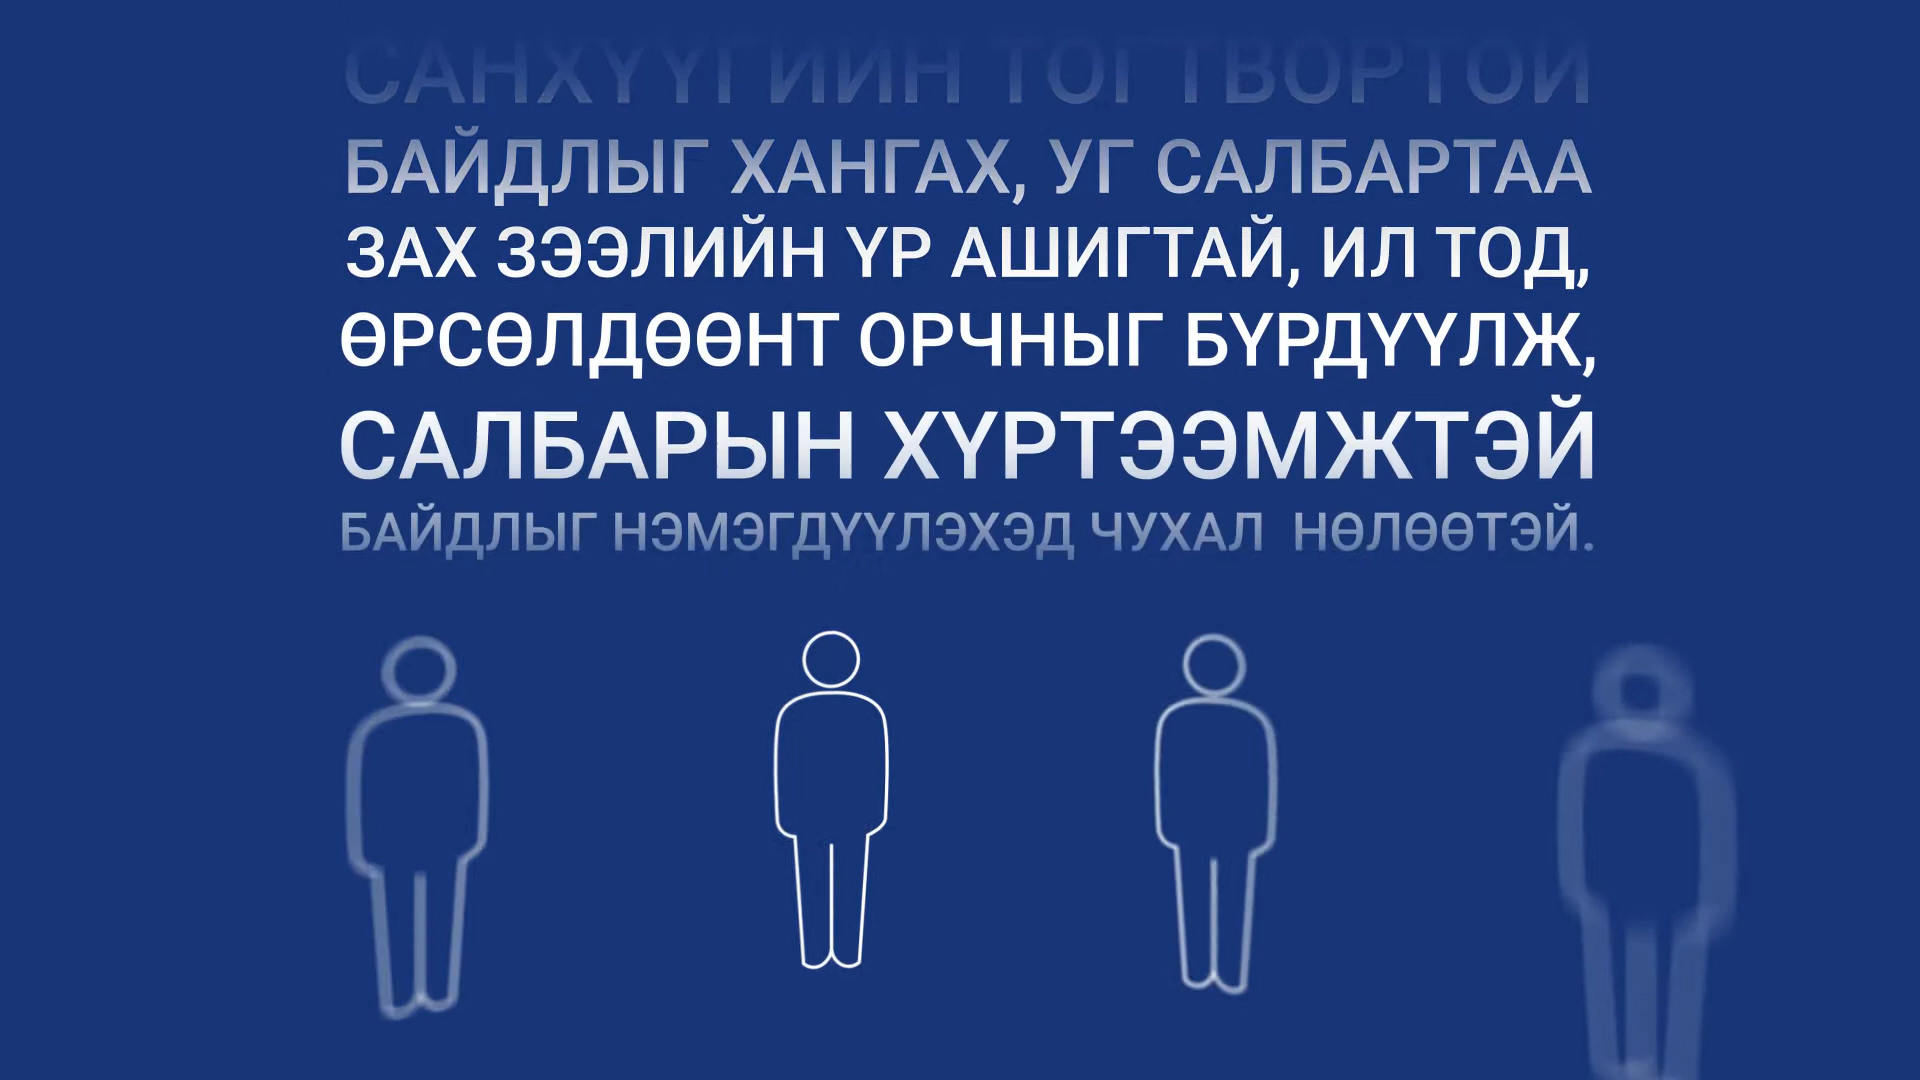 САНХҮҮГИЙН ТОГТВОРТОЙ
БАЙДЛЫГ ХАНГАХ, УГ САЛБАРТАА
ЗАХ ЗЭЭЛИЙН ҮР АШИГТАЙ, ИЛ ТОД,
ӨРСӨЛДӨӨНТ ОРЧНЫГ БҮРДҮҮЛЖ,
САЛБАРЫН ХҮРТЭЭМЖТЭЙ
БАЙДЛЫГ НЭМЭГДҮҮЛЭХЭД ЧУХАЛ НӨЛӨӨТЭЙ.